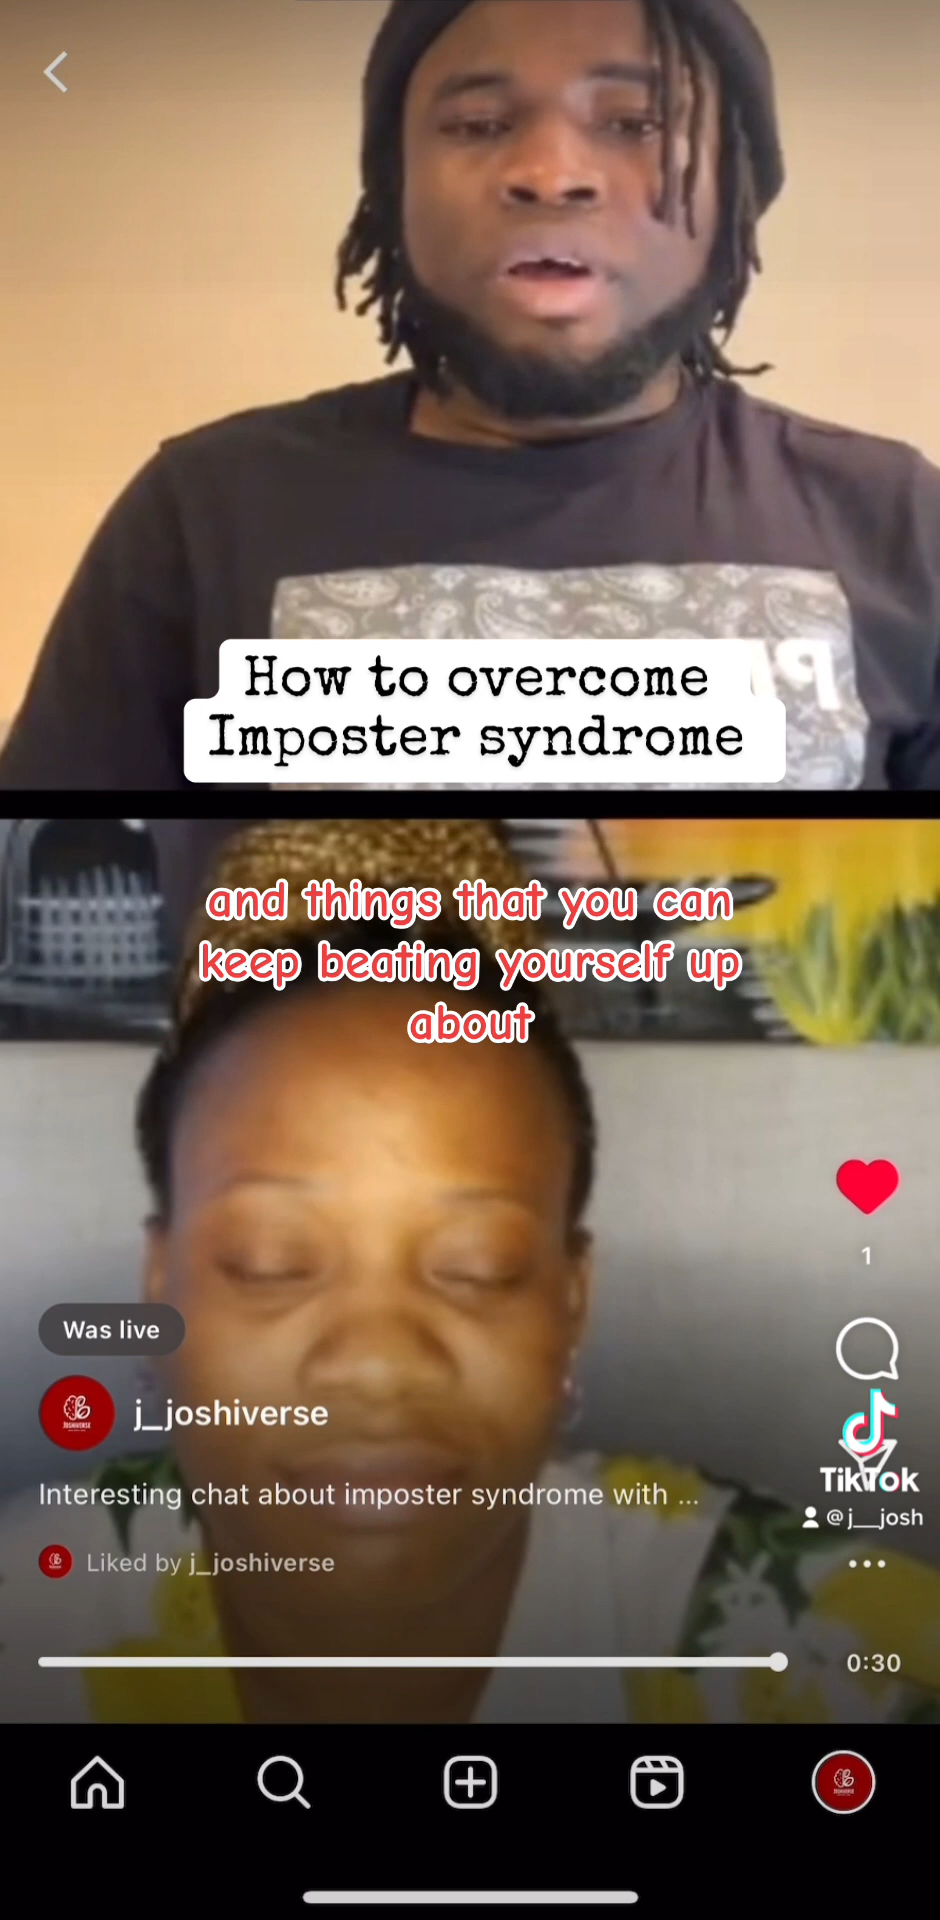 How to overcome
Imposter syndrome
and things that you can
keep beating yourself up
about
1
Was live
j_joshiverse
JOSHIVERSE
TikTok
Interesting chat about imposter syndrome with ...
@j__josh
Liked by j_joshiverse
0:30